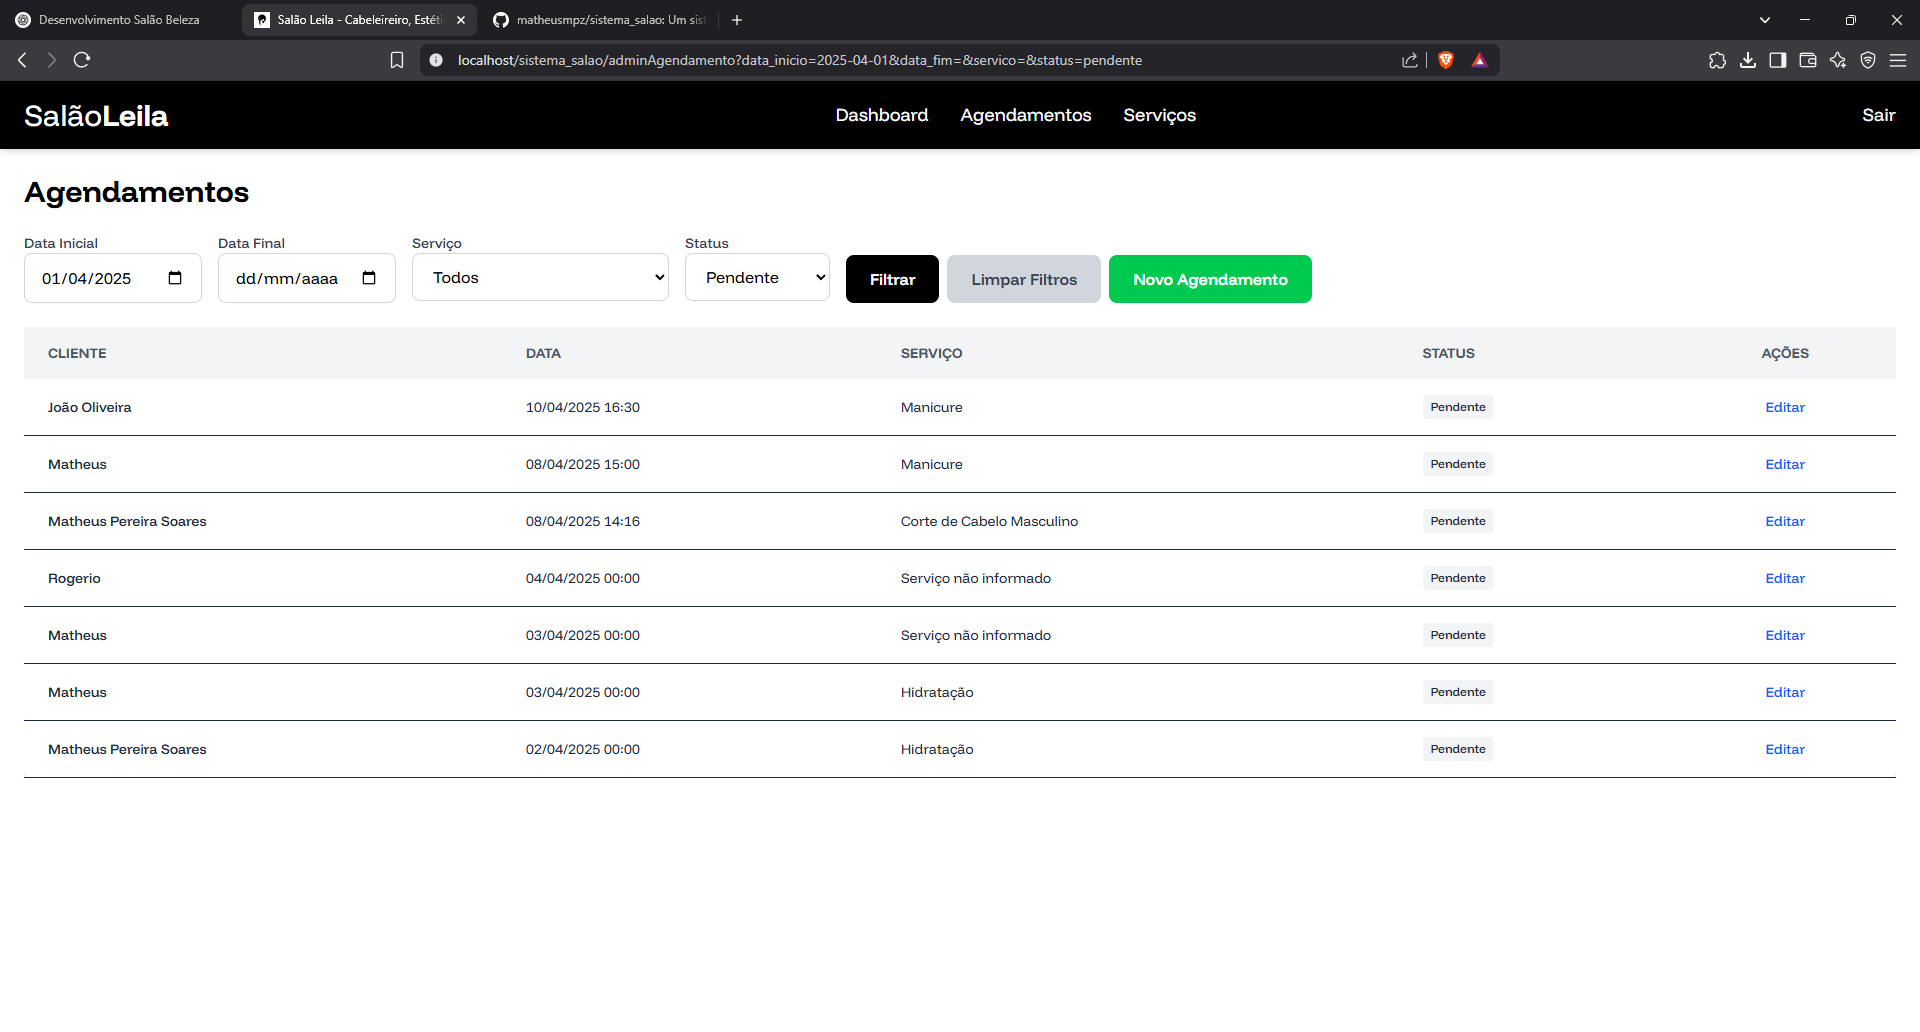 Desenvolvimento Salão Beleza
Salão Leila - Cabeleireiro, Estéti
matheusmpz/sistema_salao: Um sist
localhost/sistema_salao/adminAgendamento?data_inicio=2025-04-01&data_fim=&servico=&status=pendente
SalãoLeila Dashboard Agendamentos Serviços Sair
Agendamentos
Data Inicial Data Final Serviço Status
01/04/2025 dd/mm/aaaa Todos Pendente Filtrar Limpar Filtros Novo Agendamento
CLIENTE DATA SERVIÇO STATUS AÇÕES
João Oliveira 10/04/2025 16:30 Manicure Pendente Editar
Matheus 08/04/2025 15:00 Manicure Pendente Editar
Matheus Pereira Soares 08/04/2025 14:16 Corte de Cabelo Masculino Pendente Editar
Rogerio 04/04/2025 00:00 Serviço não informado Pendente Editar
Matheus 03/04/2025 00:00 Serviço não informado Pendente Editar
Matheus 03/04/2025 00:00 Hidratação Pendente Editar
Matheus Pereira Soares 02/04/2025 00:00 Hidratação Pendente Editar